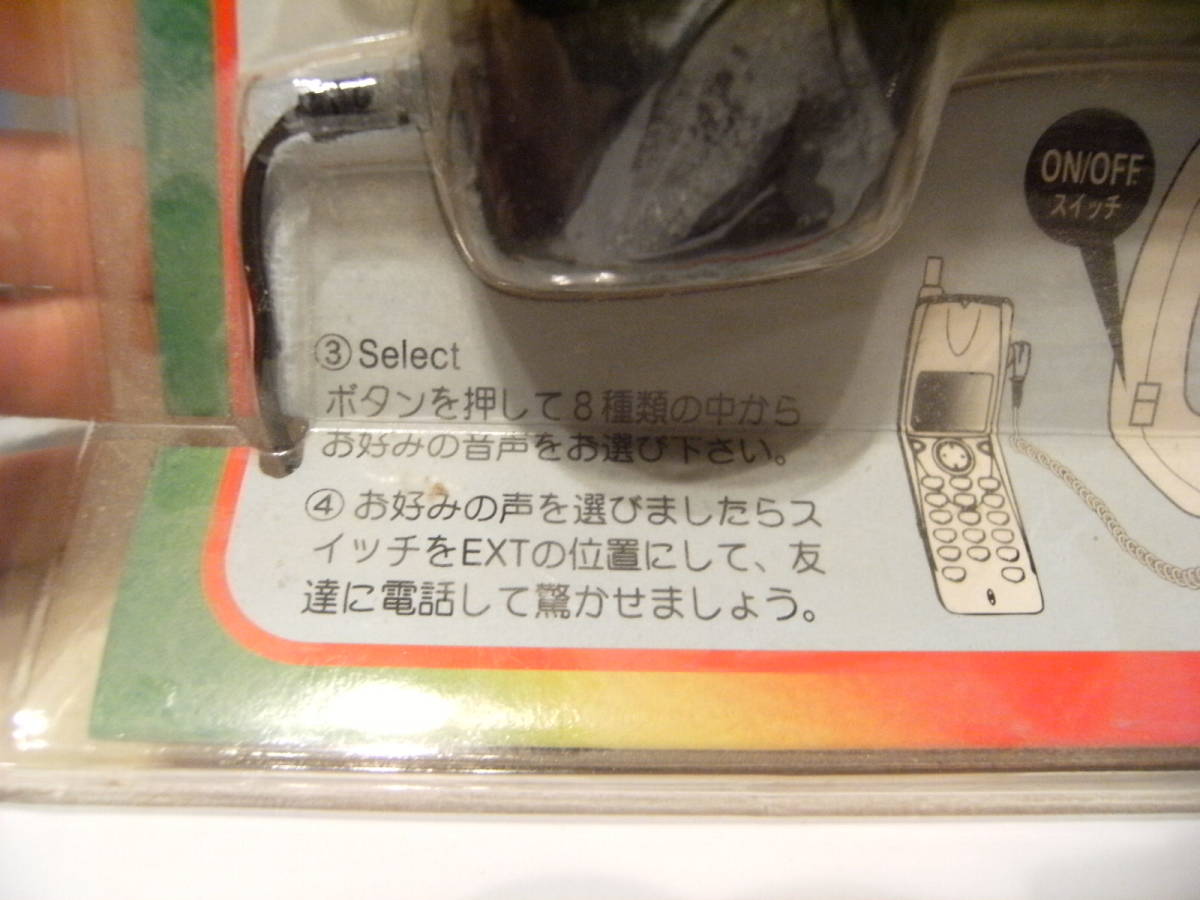 ON/OFF
スイッチ
③Select
ボタンを押して8種類の中から
お好みの音声をお選び下さい。
④お好みの声を選びましたらス
イッチをEXTの位置にして、友
達に電話して驚かせましょう。